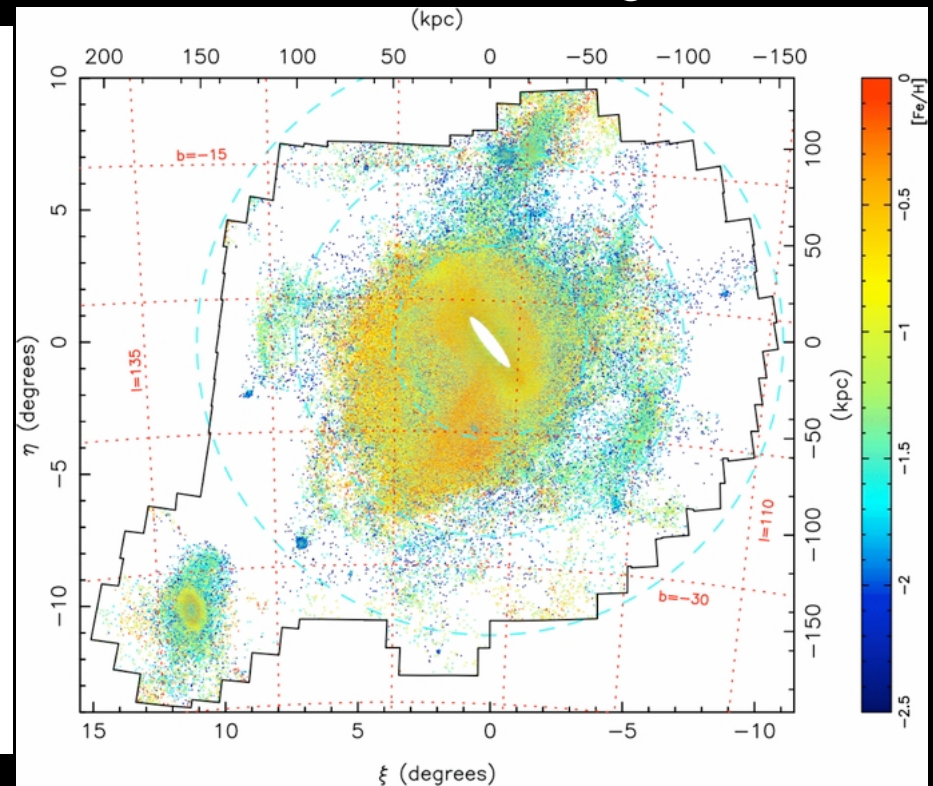 (kpc)
200 150 100 50 0 −50 −100 −150
10 5 0 −5 −10
η (degrees)
100 50 0 −50 −100 −150
(kpc)
b=−15
l=135
l=110
b=−30
15 10 5 0 −5 −10
ξ (degrees)
0 −0.5 −1 −1.5 −2 −2.5
[Fe/H]